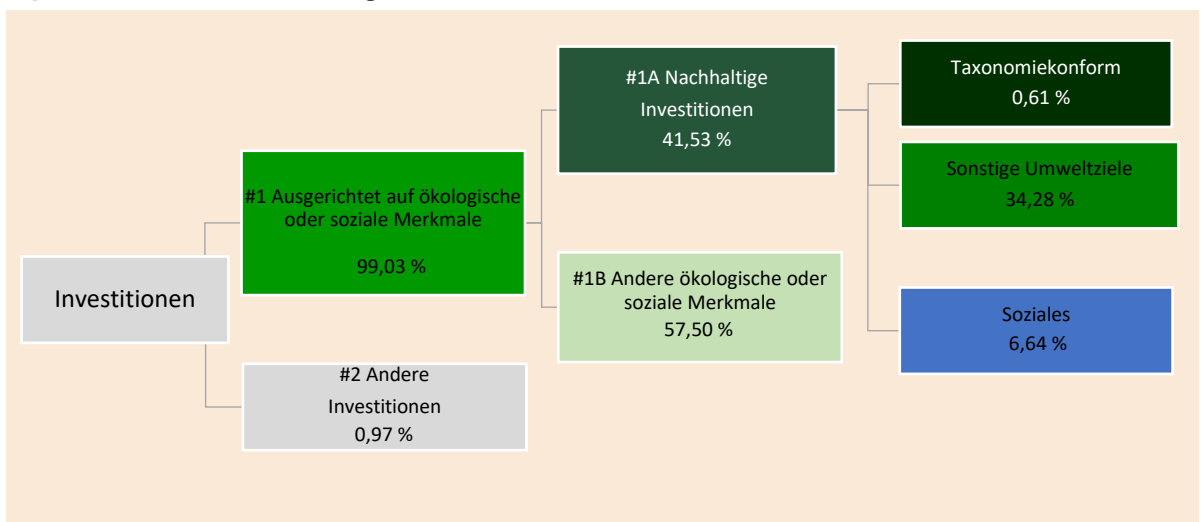 #1A Nachhaltige
Investitionen
41,53 %
Taxonomiekonform
0,61 %
Sonstige Umweltziele
34,28 %
#1 Ausgerichtet auf ökologische
oder soziale Merkmale
99,03 %
Investitionen
#1B Andere ökologische oder
soziale Merkmale
57,50 %
Soziales
6,64 %
#2 Andere
Investitionen
0,97 %